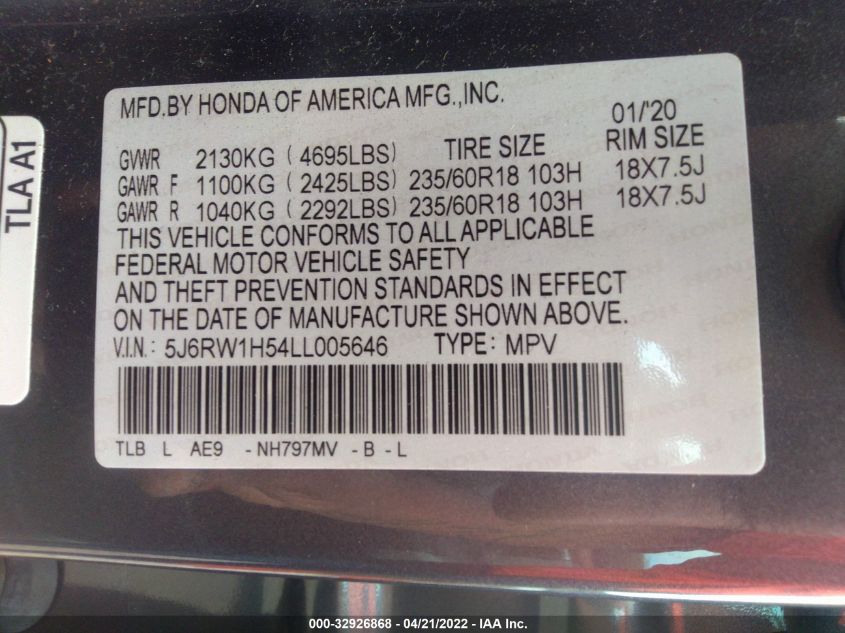 TLA A1
MFD.BY HONDA OF AMERICA MFG.,INC.
01/'20
GVWR 2130KG ( 4695LBS) TIRE SIZE RIM SIZE
GAWR F 1100KG ( 2425LBS) 235/60R18 103H 18X7.5J
GAWR R 1040KG ( 2292LBS) 235/60R18 103H 18X7.5J
THIS VEHICLE CONFORMS TO ALL APPLICABLE
FEDERAL MOTOR VEHICLE SAFETY
AND THEFT PREVENTION STANDARDS IN EFFECT
ON THE DATE OF MANUFACTURE SHOWN ABOVE.
V.I.N.: 5J6RW1H54LL005646 TYPE: MPV
TLB L AE9 - NH797MV - B - L
000-32926868 - 04/21/2022 - IAA Inc.